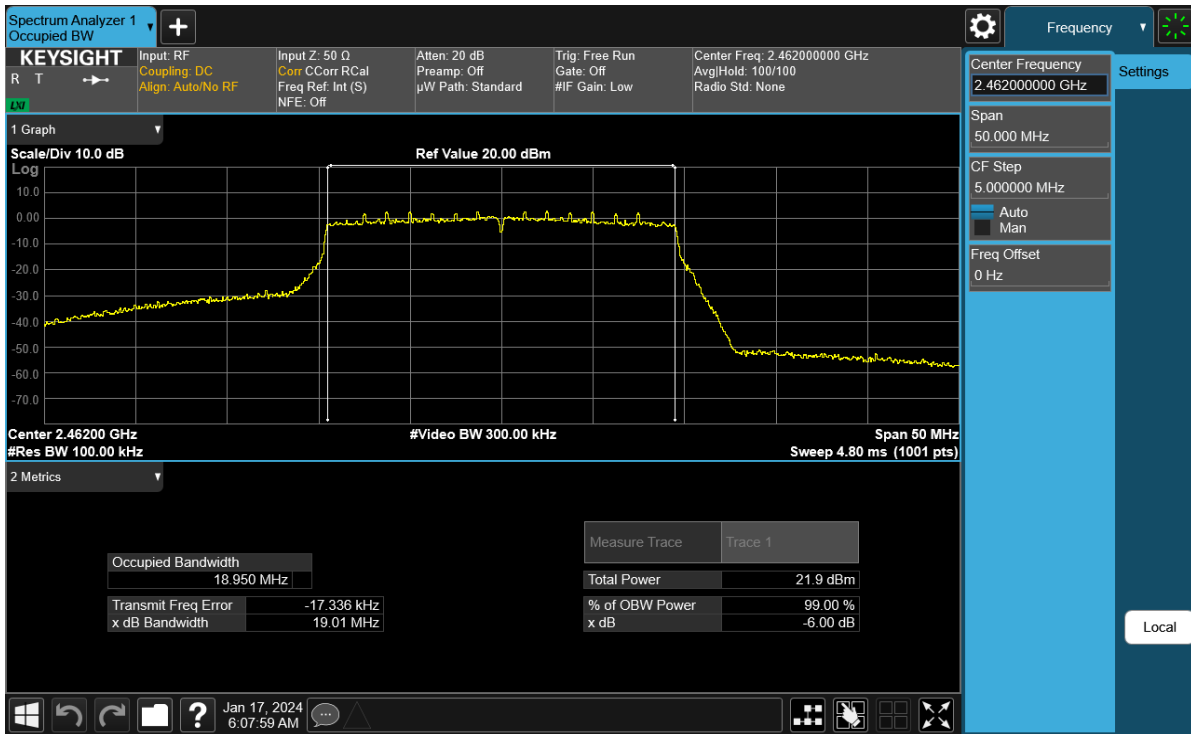 Spectrum Analyzer 1
Occupied BW
Frequency
KEYSIGHT
R T
LXI
Input: RF
Coupling: DC
Align: Auto/No RF
Input Z: 50 Ω
Corr CCorr RCal
Freq Ref: Int (S)
NFE: Off
Atten: 20 dB
Preamp: Off
µW Path: Standard
Trig: Free Run
Gate: Off
#IF Gain: Low
Center Freq: 2.462000000 GHz
Avg|Hold: 100/100
Radio Std: None
Center Frequency
2.462000000 GHz
Settings
Span
50.000 MHz
CF Step
5.000000 MHz
Auto
Man
Freq Offset
0 Hz
Local
1 Graph
Scale/Div 10.0 dB
Ref Value 20.00 dBm
Log
10.0
0.00
-10.0
-20.0
-30.0
-40.0
-50.0
-60.0
-70.0
Center 2.46200 GHz
#Video BW 300.00 kHz
Span 50 MHz
#Res BW 100.00 kHz
Sweep 4.80 ms (1001 pts)
2 Metrics
Measure Trace
Trace 1
Occupied Bandwidth
18.950 MHz
Total Power
21.9 dBm
Transmit Freq Error
-17.336 kHz
% of OBW Power
99.00 %
x dB Bandwidth
19.01 MHz
x dB
-6.00 dB
?
Jan 17, 2024
6:07:59 AM